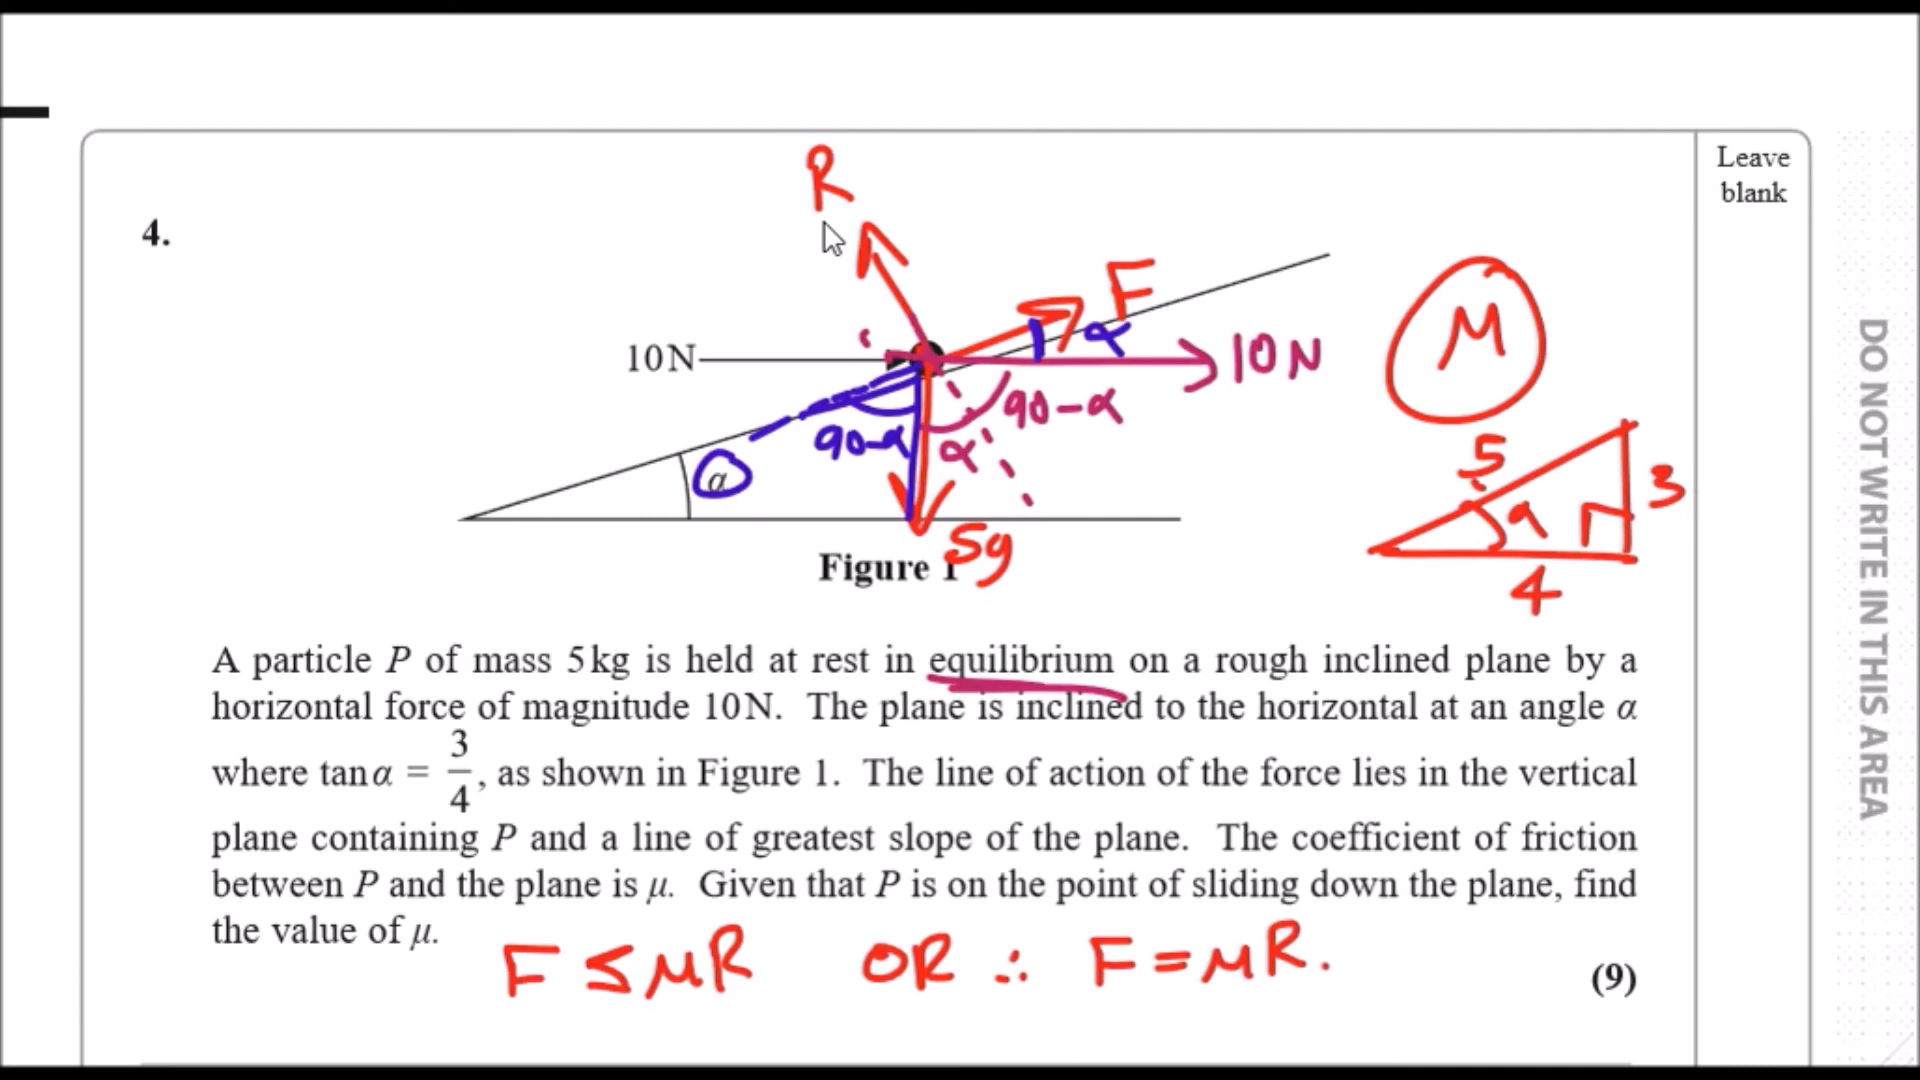 Leave
blank
4.
R
F
α
10N
10N
M
90-α
90-α
α
α
5
3
α
4
5g
Figure 1
A particle P of mass 5kg is held at rest in equilibrium on a rough inclined plane by a
horizontal force of magnitude 10N. The plane is inclined to the horizontal at an angle α
where tan α = 3/4, as shown in Figure 1. The line of action of the force lies in the vertical
plane containing P and a line of greatest slope of the plane. The coefficient of friction
between P and the plane is μ. Given that P is on the point of sliding down the plane, find
the value of μ.
F ≤ μR OR ∴ F = μR.
(9)
DO NOT WRITE IN THIS AREA